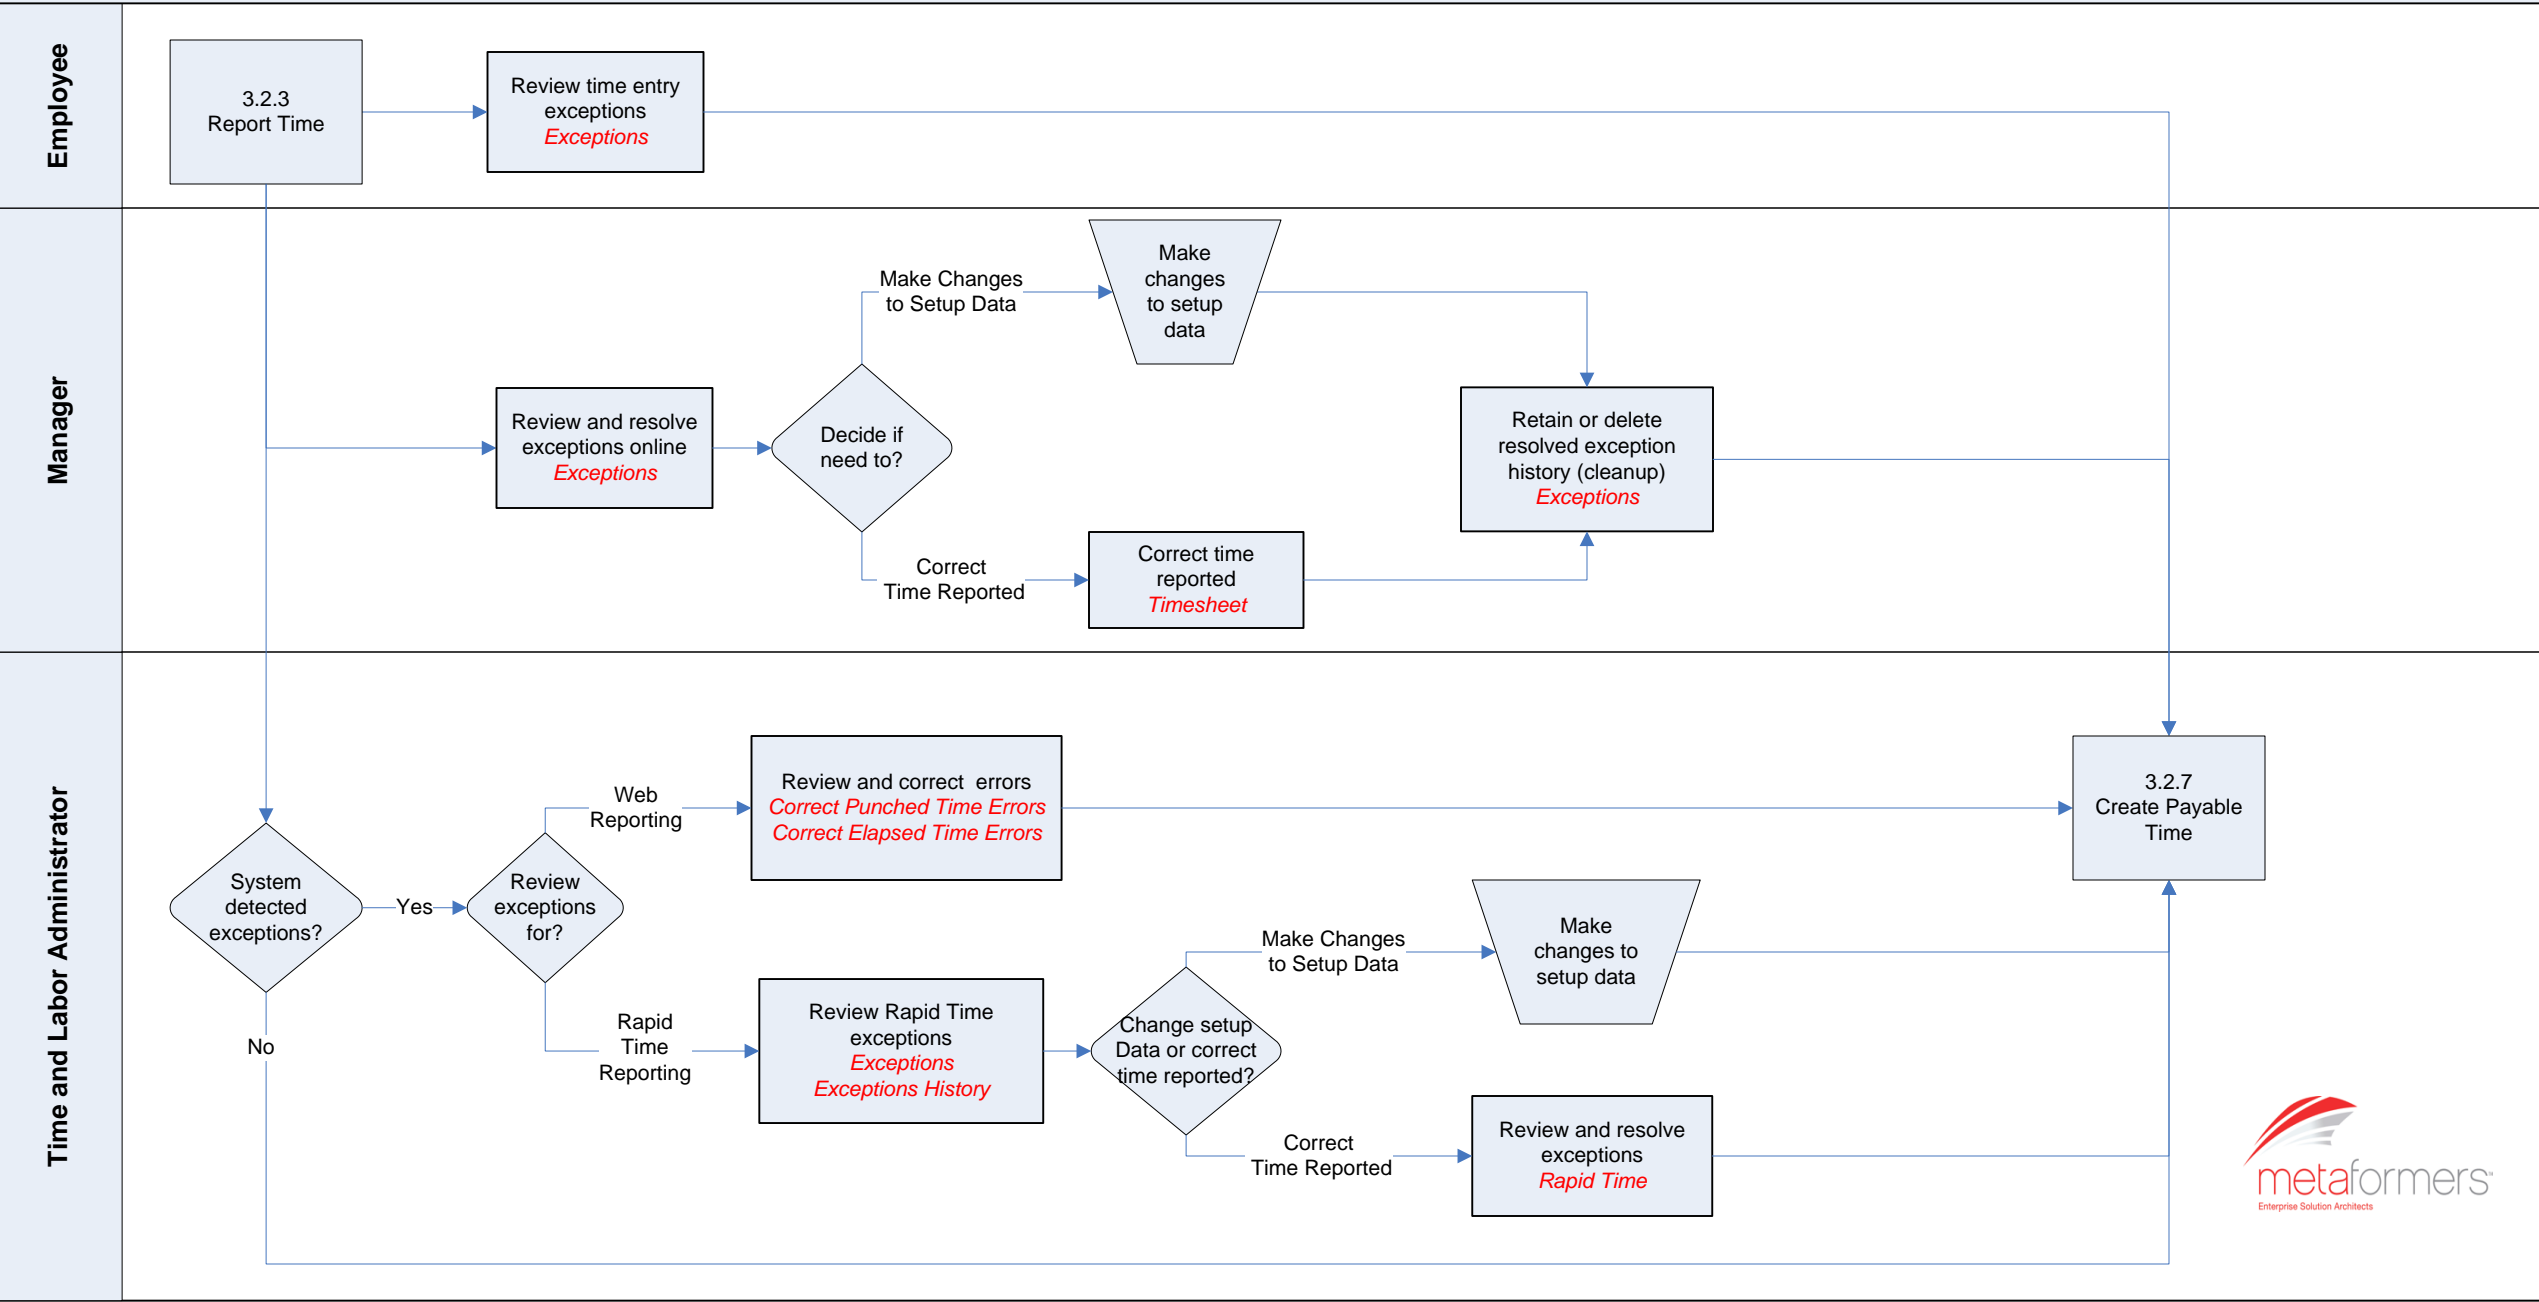 Employee
3.2.3
Report Time
Review time entry
exceptions
Exceptions
Manager
Review and resolve
exceptions online
Exceptions
Decide if
need to?
Make Changes
to Setup Data
Make
changes
to setup
data
Correct
Time Reported
Correct time
reported
Timesheet
Retain or delete
resolved exception
history (cleanup)
Exceptions
Time and Labor Administrator
System
detected
exceptions?
Yes
No
Review
exceptions
for?
Web
Reporting
Review and correct errors
Correct Punched Time Errors
Correct Elapsed Time Errors
Rapid
Time
Reporting
Review Rapid Time
exceptions
Exceptions
Exceptions History
Change setup
Data or correct
time reported?
Make Changes
to Setup Data
Make
changes to
setup data
Correct
Time Reported
Review and resolve
exceptions
Rapid Time
3.2.7
Create Payable
Time
metaformers
Enterprise Solution Architects